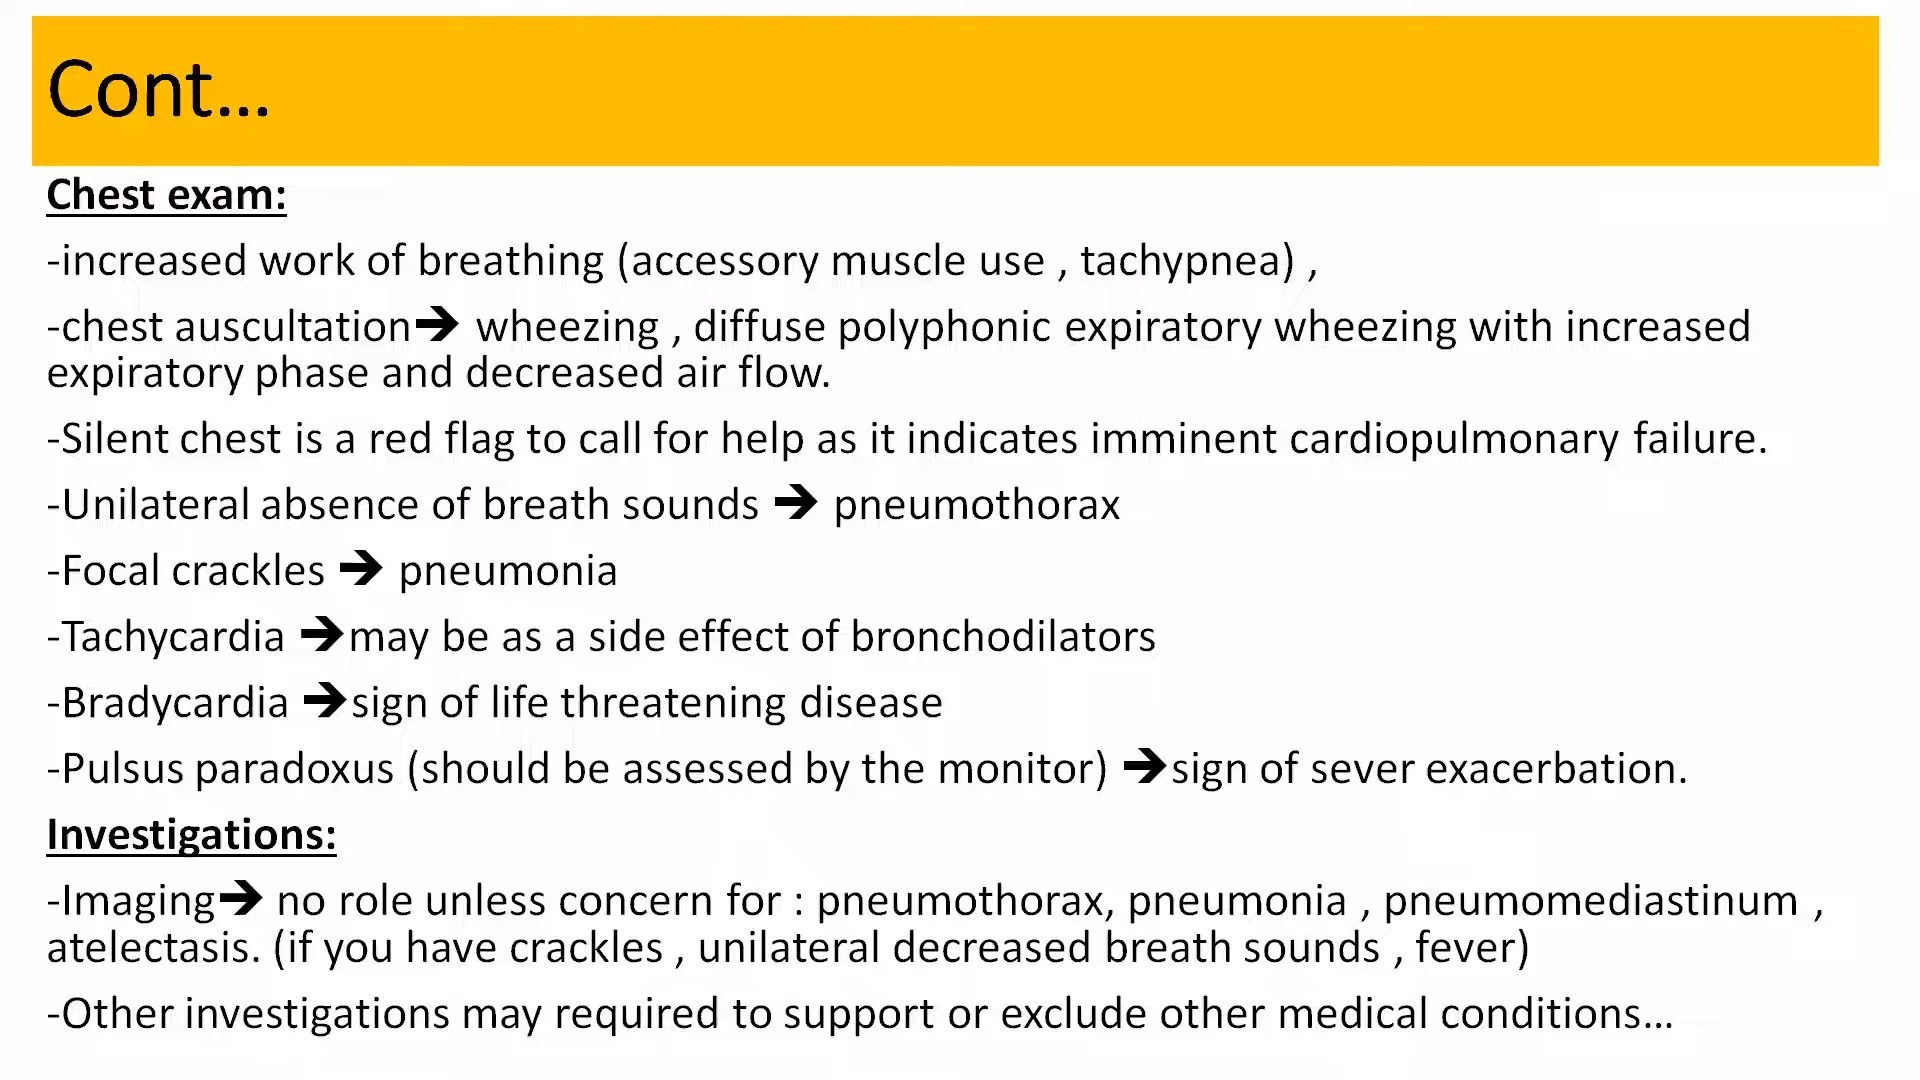 Cont...
Chest exam:
-increased work of breathing (accessory muscle use , tachypnea) ,
-chest auscultation➔ wheezing , diffuse polyphonic expiratory wheezing with increased
expiratory phase and decreased air flow.
-Silent chest is a red flag to call for help as it indicates imminent cardiopulmonary failure.
-Unilateral absence of breath sounds ➔ pneumothorax
-Focal crackles ➔ pneumonia
-Tachycardia ➔may be as a side effect of bronchodilators
-Bradycardia ➔sign of life threatening disease
-Pulsus paradoxus (should be assessed by the monitor) ➔sign of sever exacerbation.
Investigations:
-Imaging➔ no role unless concern for : pneumothorax, pneumonia , pneumomediastinum ,
atelectasis. (if you have crackles , unilateral decreased breath sounds , fever)
-Other investigations may required to support or exclude other medical conditions...